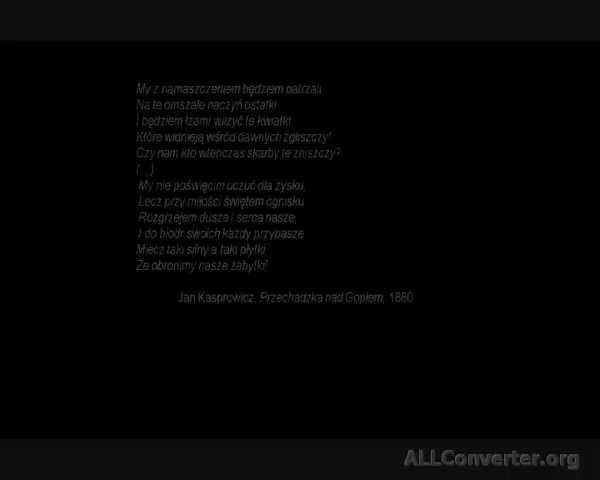 My z namaszczeniem będziem patrzali
Na te omszałe naczyń ostatki
I będziem łzami wilżyć te kwiatki,
Które widnieją wśród dawnych zgliszczy!
Czy nam kto wtenczas skarby te zniszczy?
(...)
My nie poświęcim uczuć dla zysku,
Lecz przy miłości świętem ognisku
Rozgrzejem dusze i serca nasze,
I do biodr swoich każdy przypasze
Miecz taki silny a taki płytki
Że obronimy nasze zabytki!
Jan Kasprowicz, Przechadzka nad Gopłem, 1880
ALLConverter.org